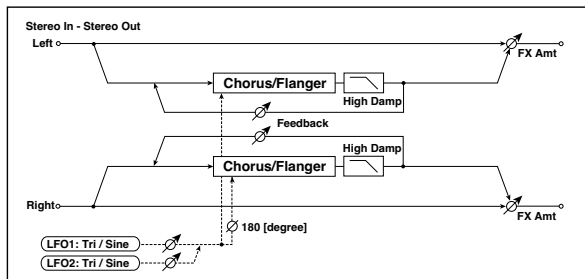 Stereo In - Stereo Out
Left
FX Amt
Chorus/Flanger
High Damp
Feedback
High Damp
Chorus/Flanger
Right
FX Amt
180 [degree]
LFO1: Tri / Sine
LFO2: Tri / Sine